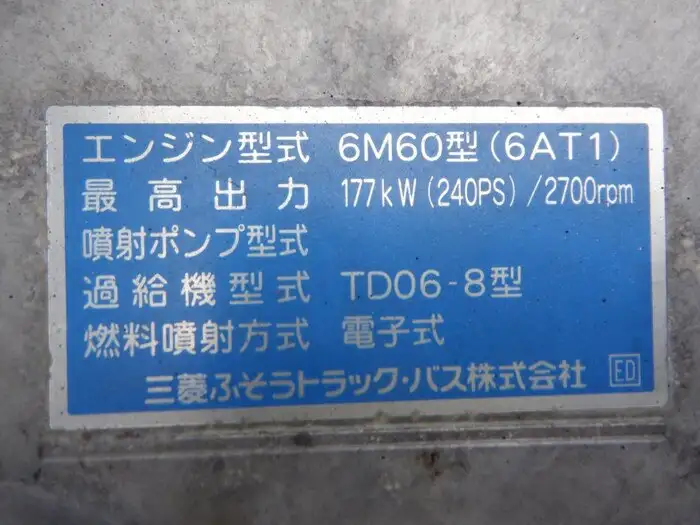 エンジン型式 6M60型(6AT1)
最高出力 177kW(240PS)/2700rpm
噴射ポンプ型式
過給機型式 TD06-8型
燃料噴射方式 電子式
三菱ふそうトラック・バス株式会社 ED